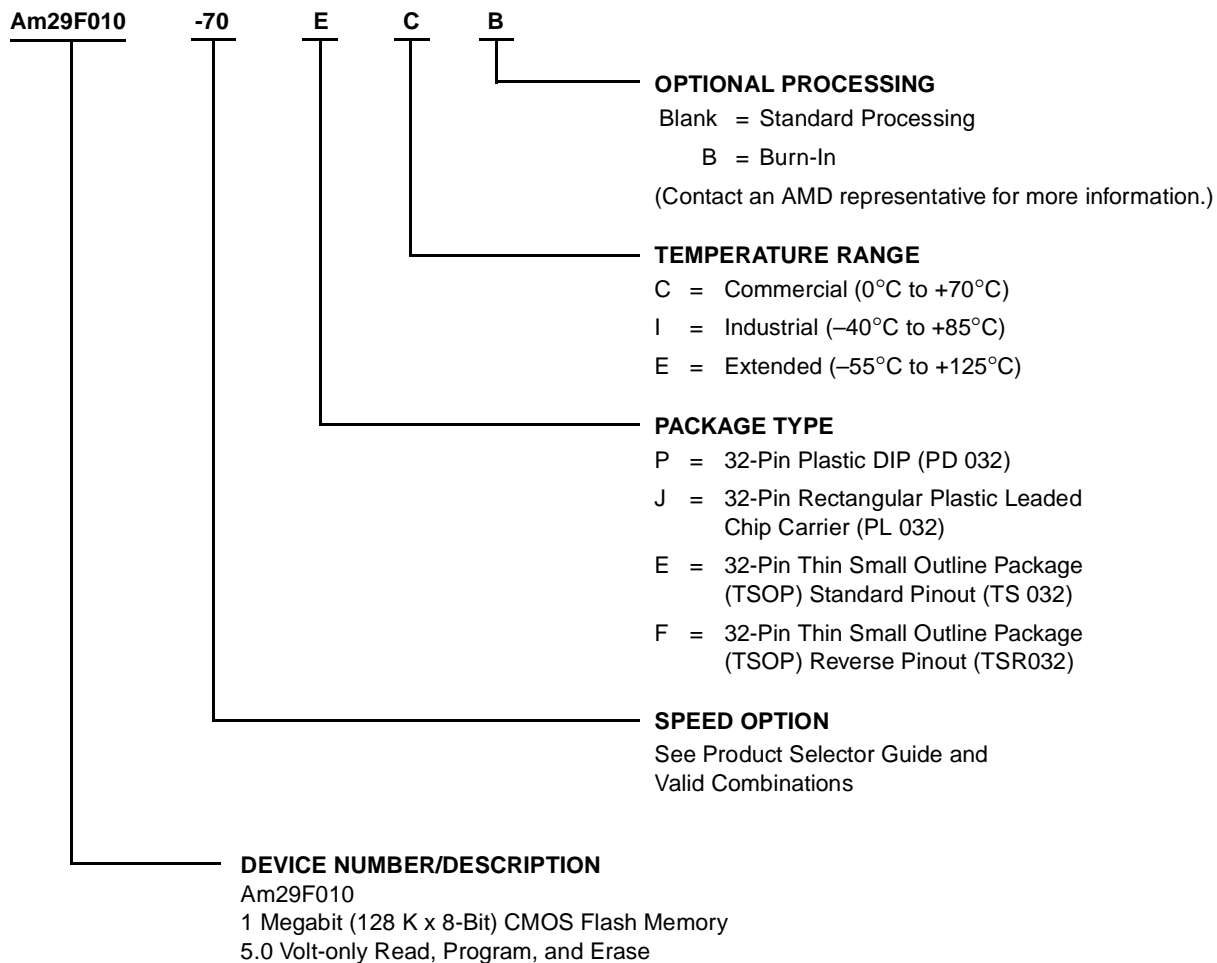 Am29F010 -70 E C B
OPTIONAL PROCESSING
Blank = Standard Processing
B = Burn-In
(Contact an AMD representative for more information.)
TEMPERATURE RANGE
C = Commercial (0°C to +70°C)
I = Industrial (–40°C to +85°C)
E = Extended (–55°C to +125°C)
PACKAGE TYPE
P = 32-Pin Plastic DIP (PD 032)
J = 32-Pin Rectangular Plastic Leaded
Chip Carrier (PL 032)
E = 32-Pin Thin Small Outline Package
(TSOP) Standard Pinout (TS 032)
F = 32-Pin Thin Small Outline Package
(TSOP) Reverse Pinout (TSR032)
SPEED OPTION
See Product Selector Guide and
Valid Combinations
DEVICE NUMBER/DESCRIPTION
Am29F010
1 Megabit (128 K x 8-Bit) CMOS Flash Memory
5.0 Volt-only Read, Program, and Erase